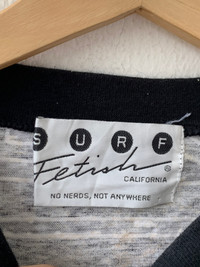 SURF
Fetish®
CALIFORNIA
NO NERDS, NOT ANYWHERE